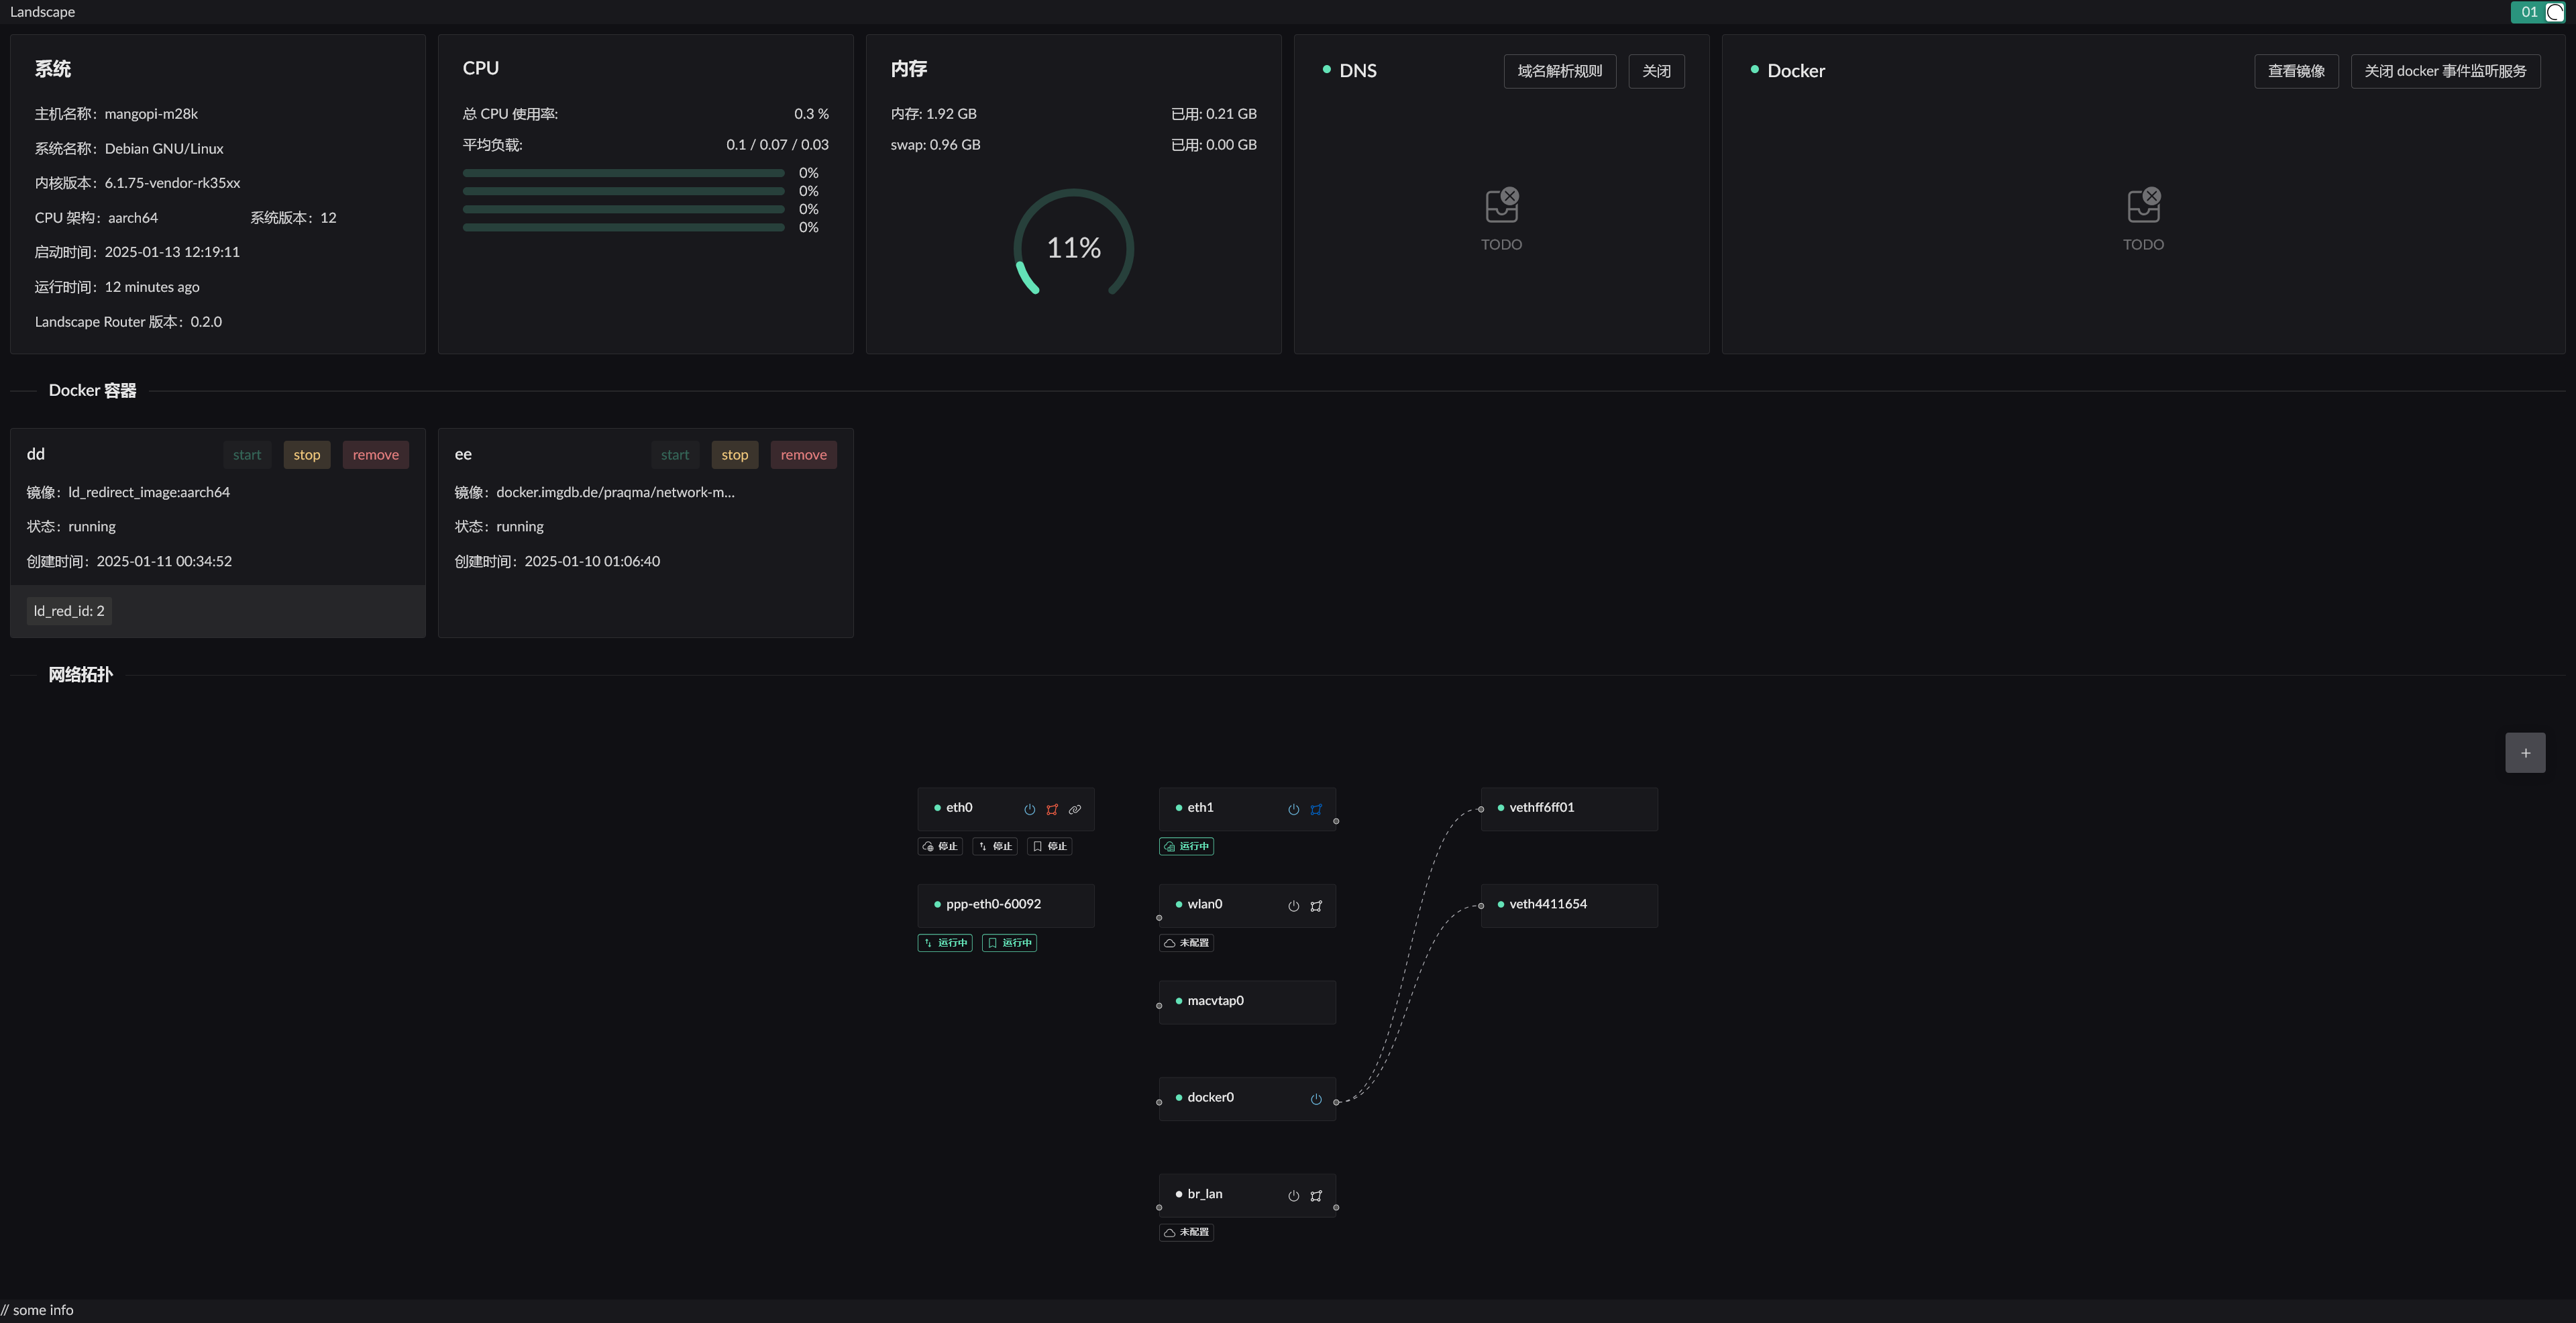 Landscape
01
系统
主机名称：mangopi-m28k
系统名称：Debian GNU/Linux
内核版本：6.1.75-vendor-rk35xx
CPU 架构：aarch64 系统版本：12
启动时间：2025-01-13 12:19:11
运行时间：12 minutes ago
Landscape Router 版本：0.2.0
CPU
总 CPU 使用率: 0.3 %
平均负载: 0.1 / 0.07 / 0.03
0%
0%
0%
0%
内存
内存: 1.92 GB 已用: 0.21 GB
swap: 0.96 GB 已用: 0.00 GB
11%
DNS 域名解析规则 关闭
TODO
Docker 查看镜像 关闭 docker 事件监听服务
TODO
Docker 容器
dd start stop remove
镜像：ld_redirect_image:aarch64
状态：running
创建时间：2025-01-11 00:34:52
ld_red_id: 2
ee start stop remove
镜像：docker.imgdb.de/praqma/network-m...
状态：running
创建时间：2025-01-10 01:06:40
网络拓扑
+
eth0
停止 停止 停止
eth1
运行中
vethff6ff01
ppp-eth0-60092
运行中 运行中
wlan0
未配置
veth4411654
macvtap0
docker0
br_lan
未配置
// some info